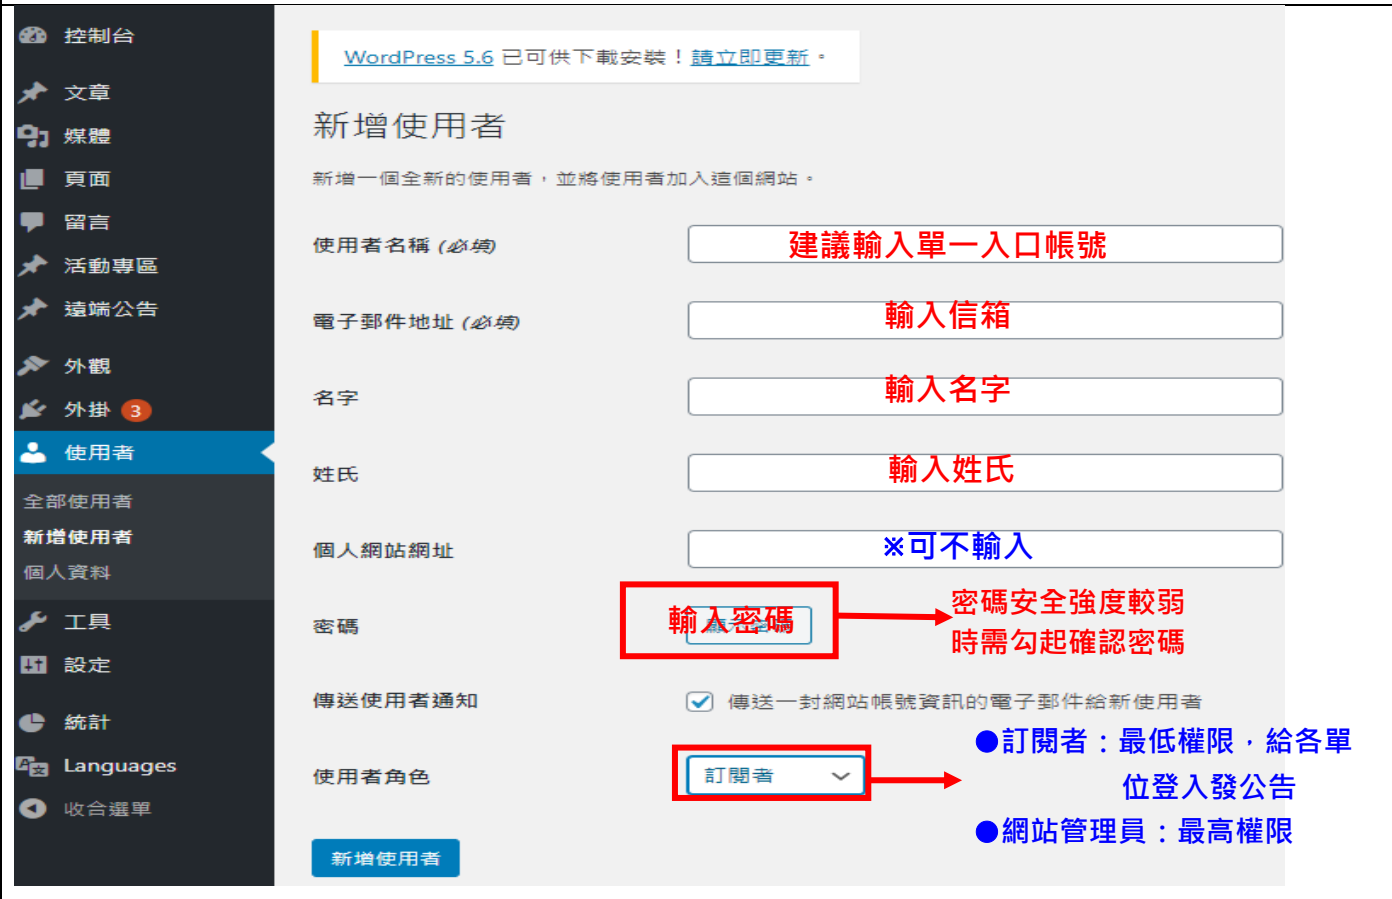 控制台
文章
媒體
頁面
留言
活動專區
遠端公告
外觀
外掛 3
使用者
全部使用者
新增使用者
個人資料
工具
設定
統計
Languages
收合選單
WordPress 5.6 已可供下載安裝！請立即更新。
新增使用者
新增一個全新的使用者，並將使用者加入這個網站。
使用者名稱 (必填)
建議輸入單一入口帳號
電子郵件地址 (必填)
輸入信箱
名字
輸入名字
姓氏
輸入姓氏
個人網站網址
※可不輸入
密碼
輸入密碼
密碼安全強度較弱
時需勾起確認密碼
傳送使用者通知
傳送一封網站帳號資訊的電子郵件給新使用者
使用者角色
訂閱者
●訂閱者：最低權限，給各單
位登入發公告
●網站管理員：最高權限
新增使用者